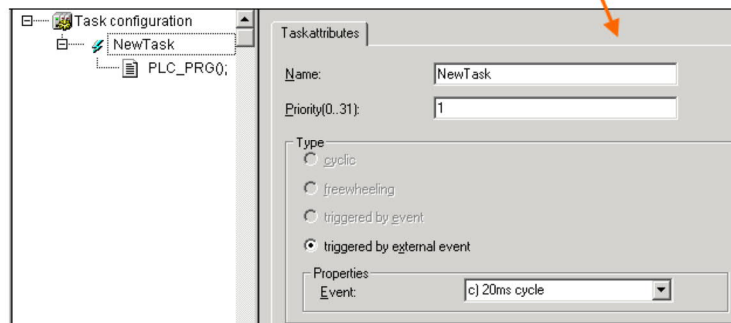 Task configuration
NewTask
PLC_PRG();
Taskattributes
Name:
NewTask
Priority(0..31):
1
Type
cyclic
freewheeling
triggered by event
triggered by external event
Properties
Event:
c) 20ms cycle